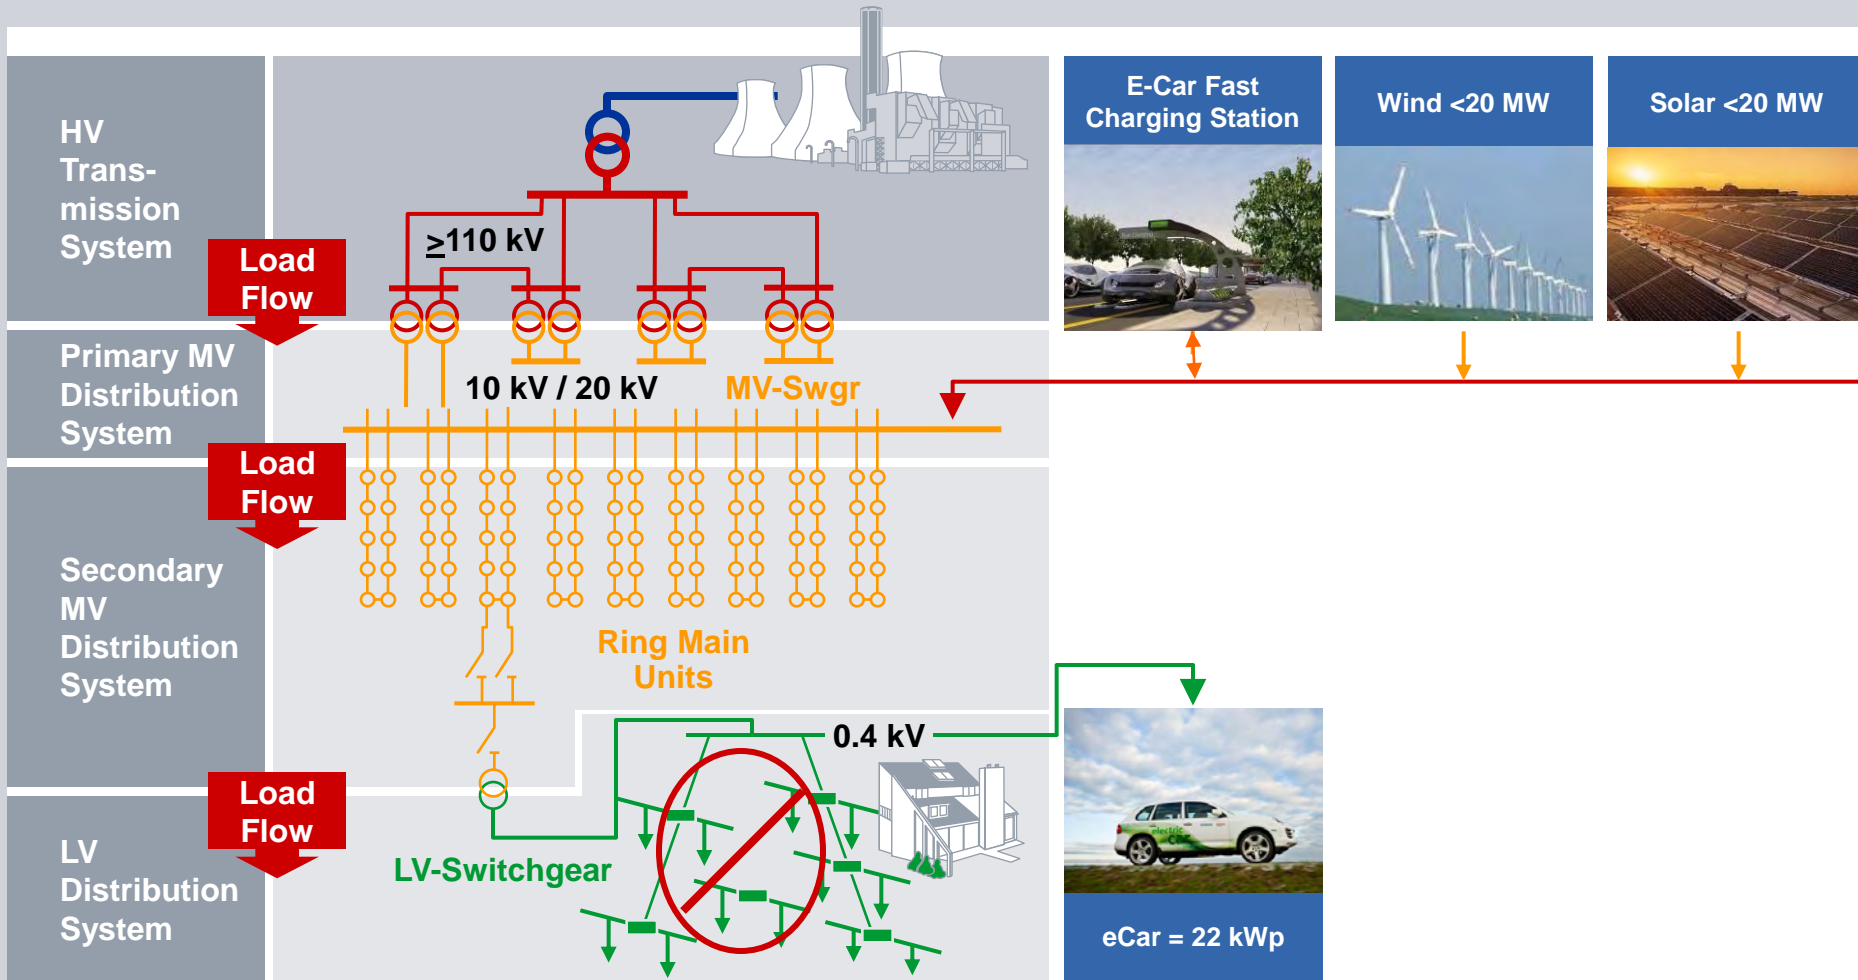 HV
Trans-
mission
System
Load
Flow
≥110 kV
E-Car Fast
Charging Station
Wind <20 MW
Solar <20 MW
Primary MV
Distribution
System
10 kV / 20 kV
MV-Swgr
Load
Flow
Secondary
MV
Distribution
System
Ring Main
Units
Load
Flow
0.4 kV
LV
Distribution
System
LV-Switchgear
electric
eCar = 22 kWp